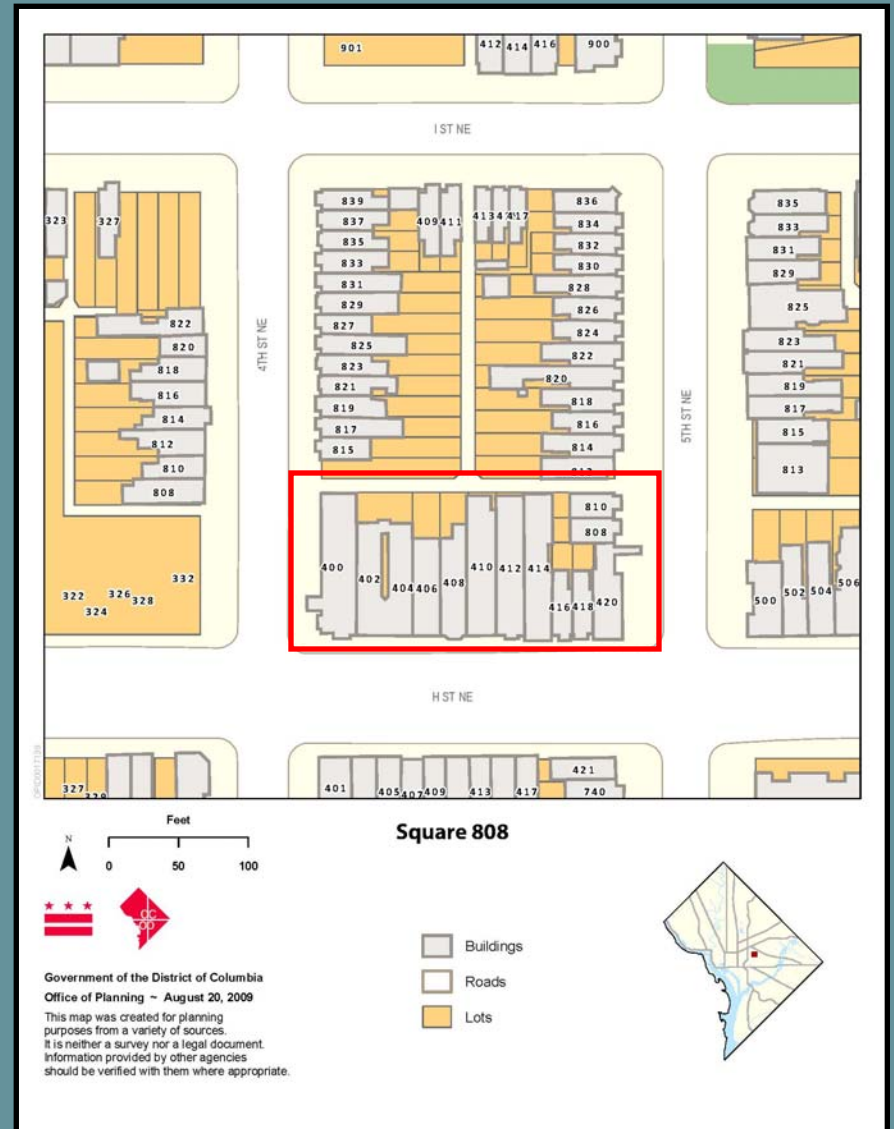 901
412 414 416 900
I ST NE
323 327
839
837
835
833
831
829
827
825
823
821
819
817
815
409 411
413 417
836
834
832
830
828
826
824
822
820
818
816
814
812
835
833
831
829
825
823
821
819
817
815
813
822
820
818
816
814
812
810
808
4TH ST NE
5TH ST NE
322 324 326 328 332
400 402 404 406 408 410 412 414 416 418 420
810
808
500 502 504 506
H ST NE
327 329
401 405 407 409 413 417
421
740
Feet
N
0 50 100
Square 808
Buildings
Roads
Lots
Government of the District of Columbia
Office of Planning ~ August 20, 2009
This map was created for planning
purposes from a variety of sources.
It is neither a survey nor a legal document.
Information provided by other agencies
should be verified with them where appropriate.